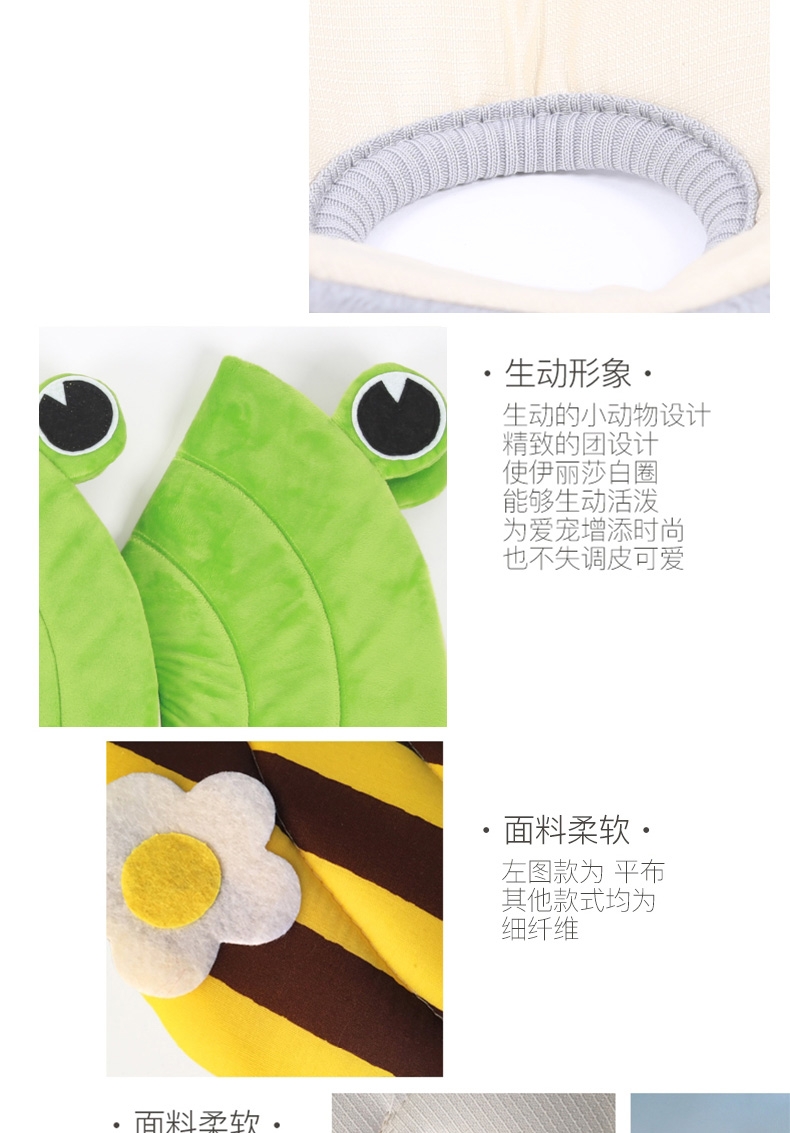 ·生动形象·
生动的小动物设计
精致的团设计
使伊丽莎白圈
能够生动活泼
为爱宠增添时尚
也不失调皮可爱
·面料柔软·
左图款为 平布
其他款式均为
细纤维
·面料柔软·